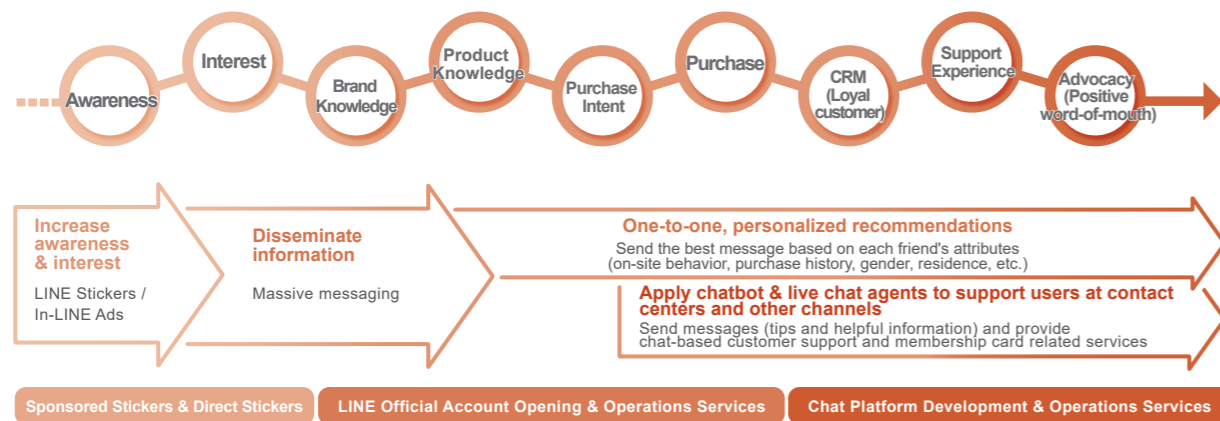 Awareness
Interest
Brand
Knowledge
Product
Knowledge
Purchase
Intent
Purchase
CRM
(Loyal
customer)
Support
Experience
Advocacy
(Positive
word-of-mouth)
Increase
awareness
& interest
LINE Stickers /
In-LINE Ads
Disseminate
information
Massive messaging
One-to-one, personalized recommendations
Send the best message based on each friend's attributes
(on-site behavior, purchase history, gender, residence, etc.)
Apply chatbot & live chat agents to support users at contact
centers and other channels
Send messages (tips and helpful information) and provide
chat-based customer support and membership card related services
Sponsored Stickers & Direct Stickers
LINE Official Account Opening & Operations Services
Chat Platform Development & Operations Services